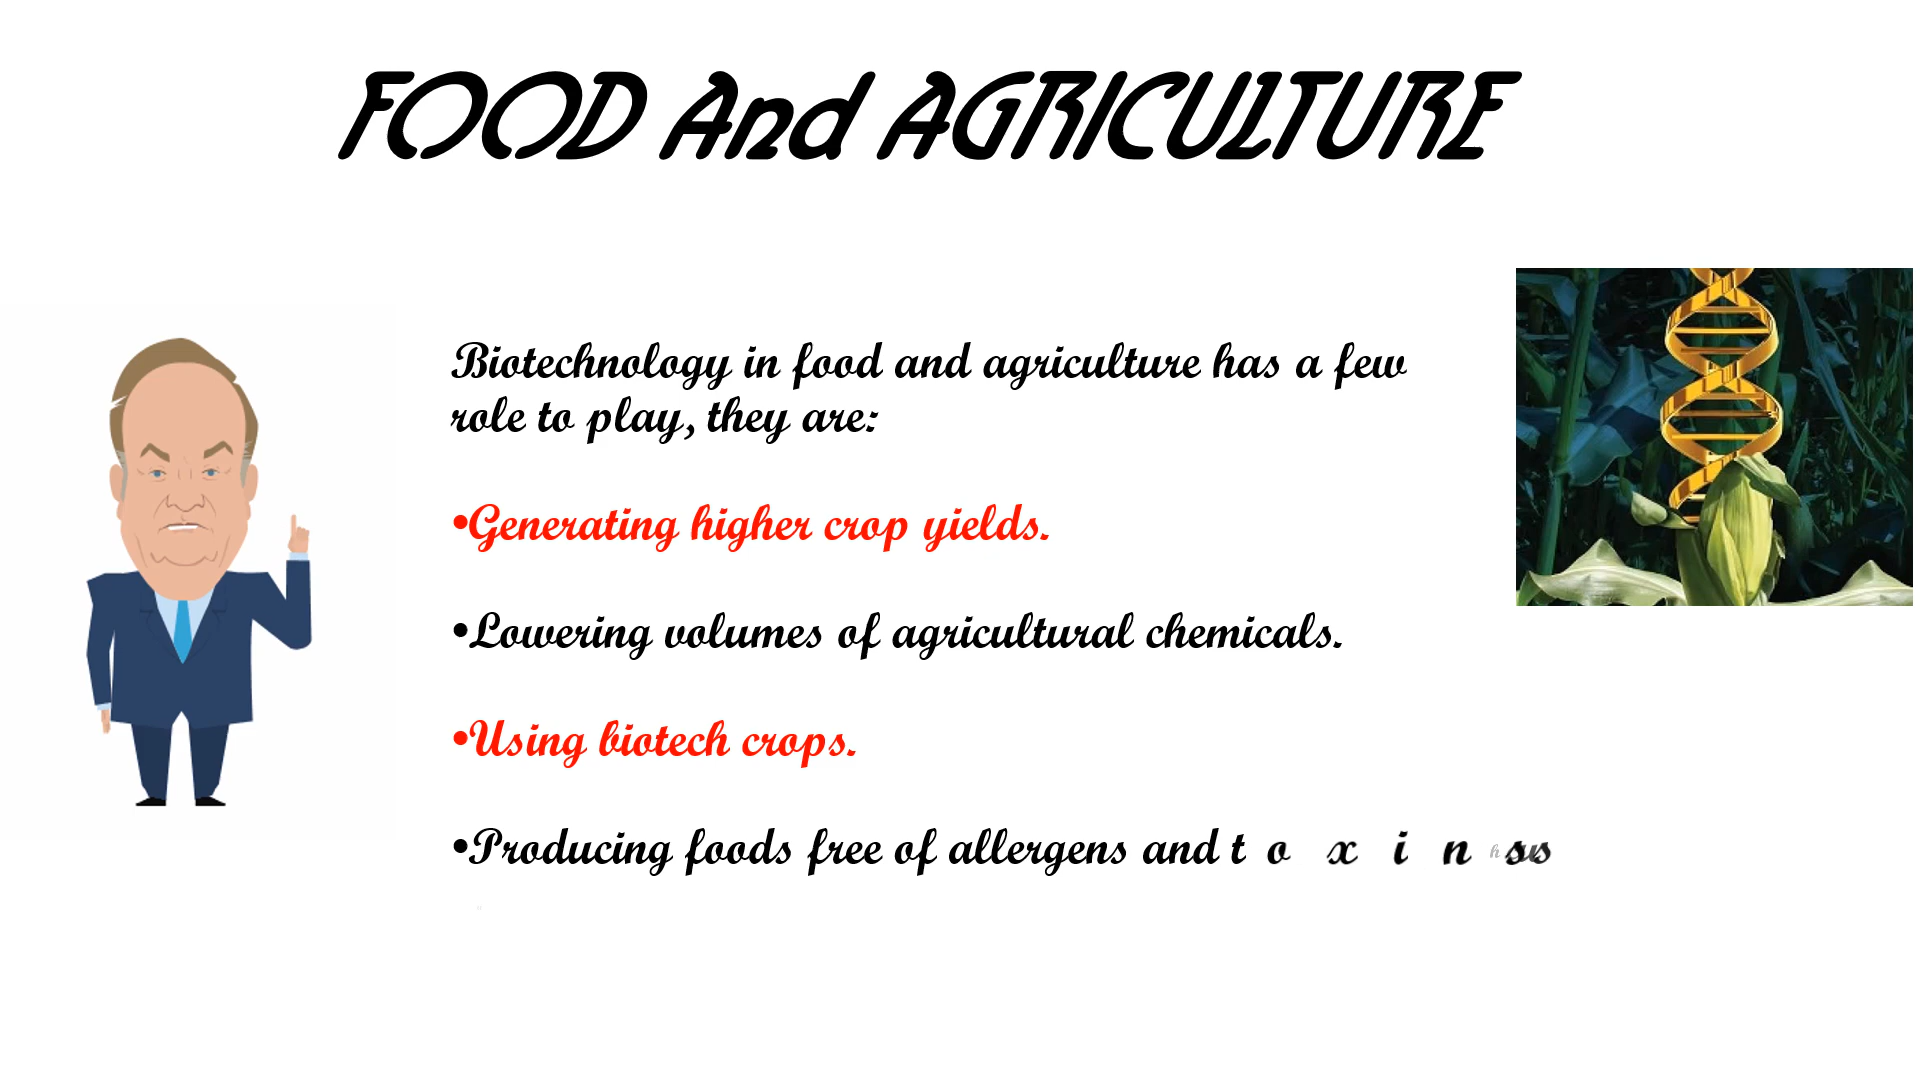 FOOD And AGRICULTURE
Biotechnology in food and agriculture has a few
role to play, they are:
•Generating higher crop yields.
•Lowering volumes of agricultural chemicals.
•Using biotech crops.
•Producing foods free of allergens and toxins